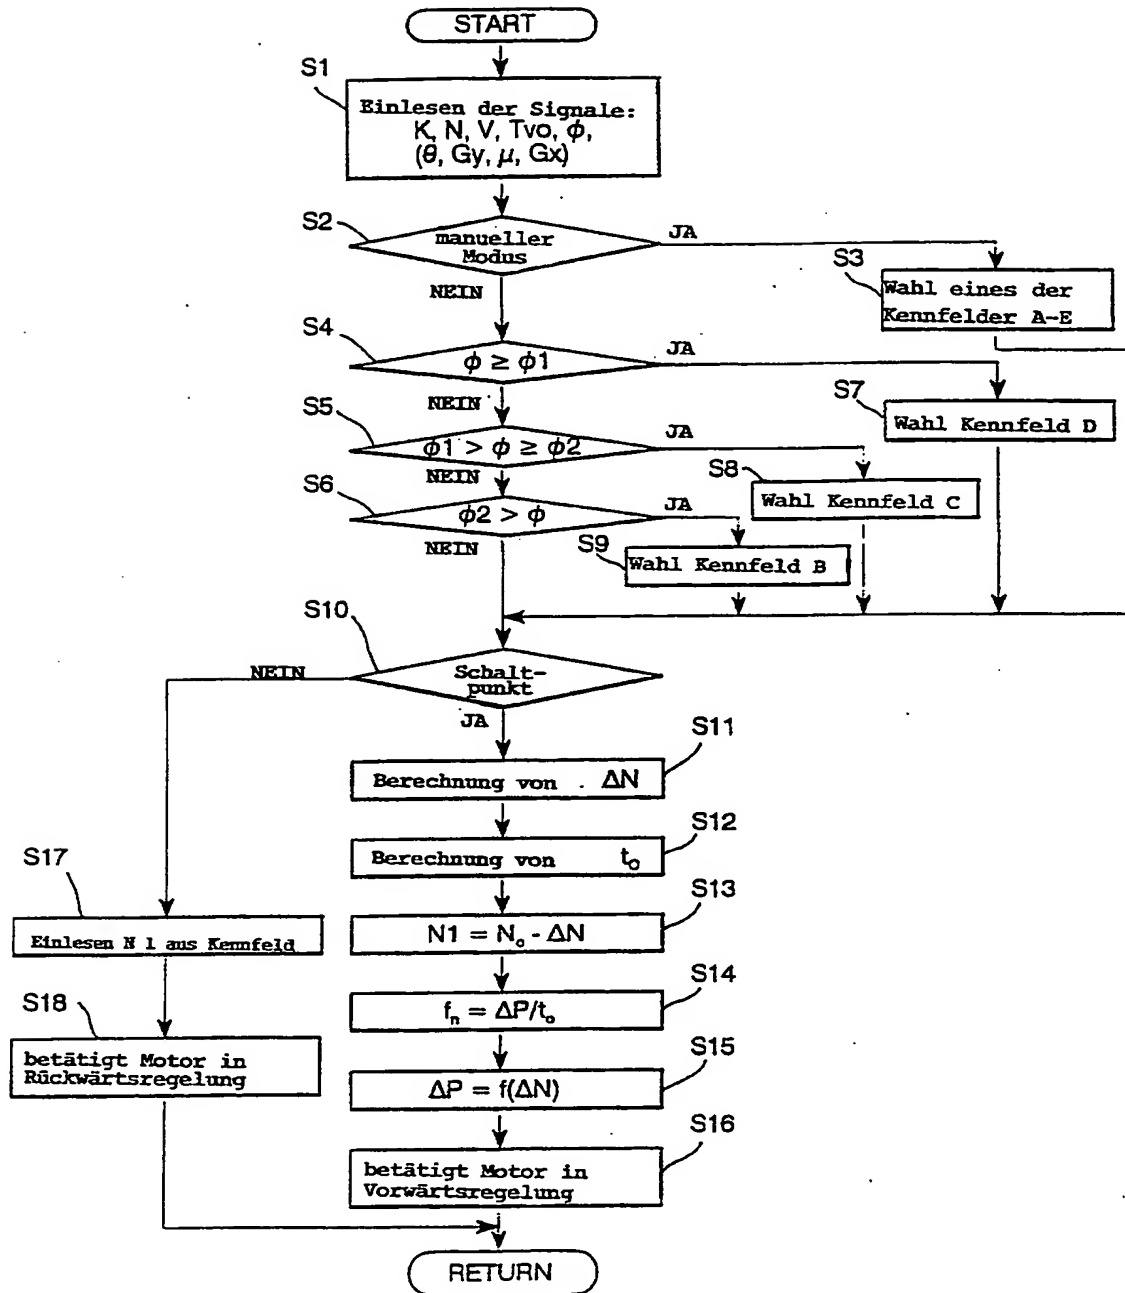 START
S1
Einlesen der Signale:
K, N, V, Tvo, ϕ,
(θ, Gy, μ, Gx)
S2
manueller
Modus
JA
NEIN
S3
Wahl eines der
Kennfelder A-E
S4
ϕ ≥ ϕ1
JA
NEIN
S7
Wahl Kennfeld D
S5
ϕ1 > ϕ ≥ ϕ2
JA
NEIN
S8
Wahl Kennfeld C
S6
ϕ2 > ϕ
JA
NEIN
S9
Wahl Kennfeld B
S10
Schalt-
punkt
NEIN
JA
S11
Berechnung von . ΔN
S12
Berechnung von t₀
S13
N1 = N₀ - ΔN
S14
fₙ = ΔP/t₀
S15
ΔP = f(ΔN)
S16
betätigt Motor in
Vorwärtsregelung
S17
Einlesen N 1 aus Kennfeld
S18
betätigt Motor in
Rückwärtsregelung
RETURN